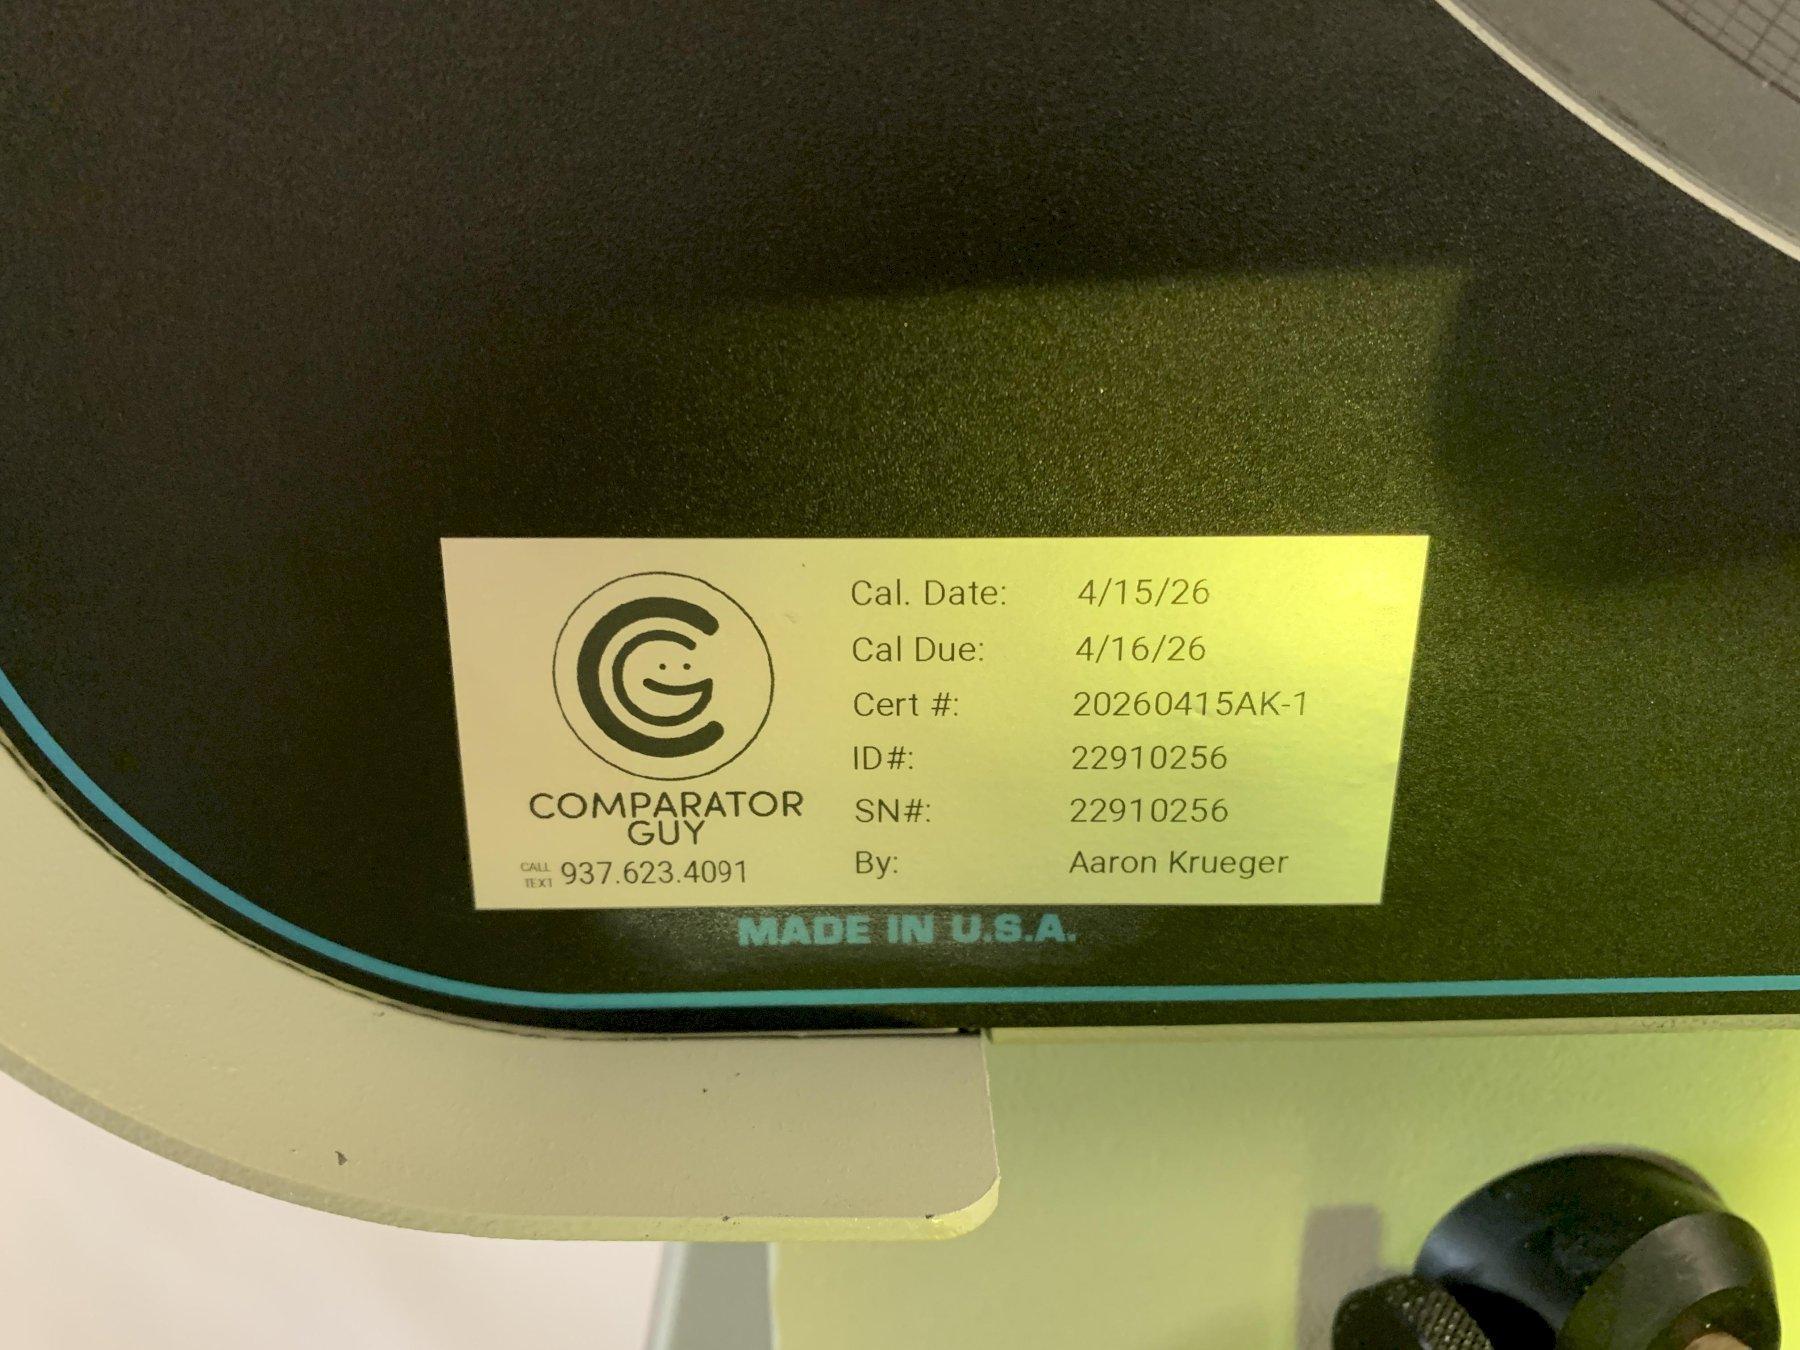 Cal. Date: 4/15/26
Cal Due: 4/16/26
Cert #: 20260415AK-1
ID#: 22910256
SN#: 22910256
By: Aaron Krueger
COMPARATOR
GUY
CALL TEXT 937.623.4091
MADE IN U.S.A.